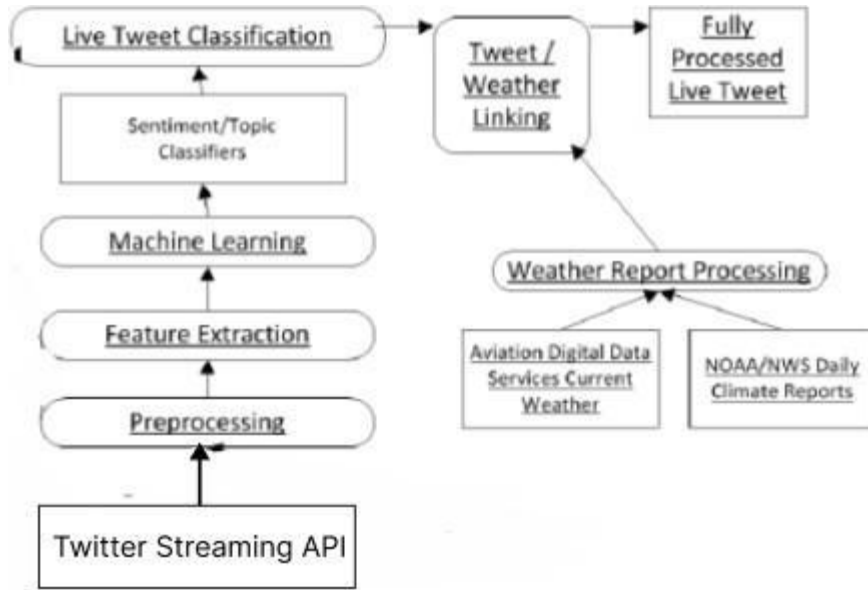 Live Tweet Classification
Tweet /
Weather
Linking
Fully
Processed
Live Tweet
Sentiment/Topic
Classifiers
Machine Learning
Weather Report Processing
Feature Extraction
Aviation Digital Data
Services Current
Weather
NOAA/NWS Daily
Climate Reports
Preprocessing
Twitter Streaming API